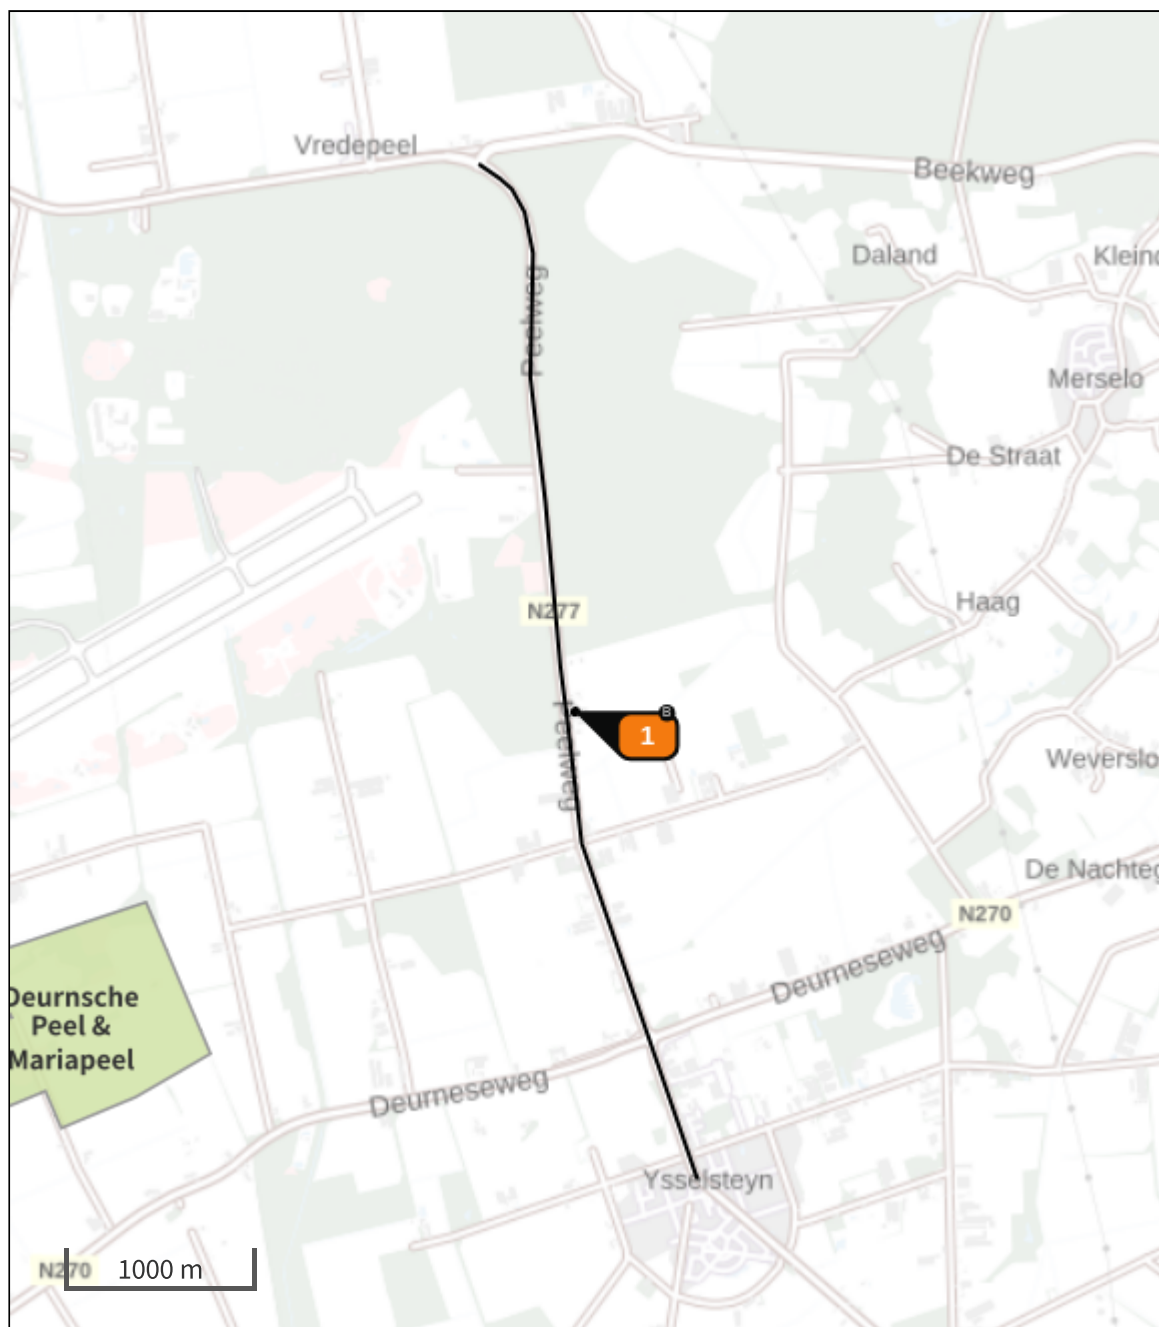 Vredepeel
Beekweg
Daland
Kleind
Peelweg
Merselo
De Straat
Haag
N277
B
1
Peelweg
Weverslo
De Nachteg
N270
Deurneseweg
Deurnsche
Peel &
Mariapeel
Deurneseweg
Ysselsteyn
N270
1000 m